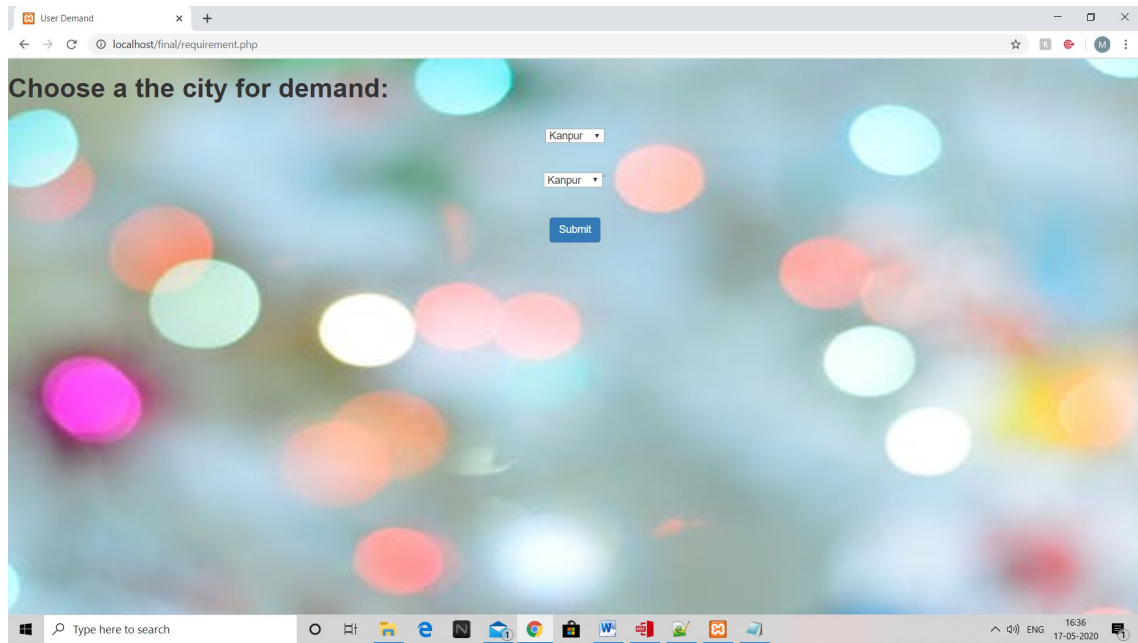 User Demand
localhost/final/requirement.php
M
Choose a the city for demand:
Kanpur
Kanpur
Submit
Type here to search
1
ENG
16:36
17-05-2020